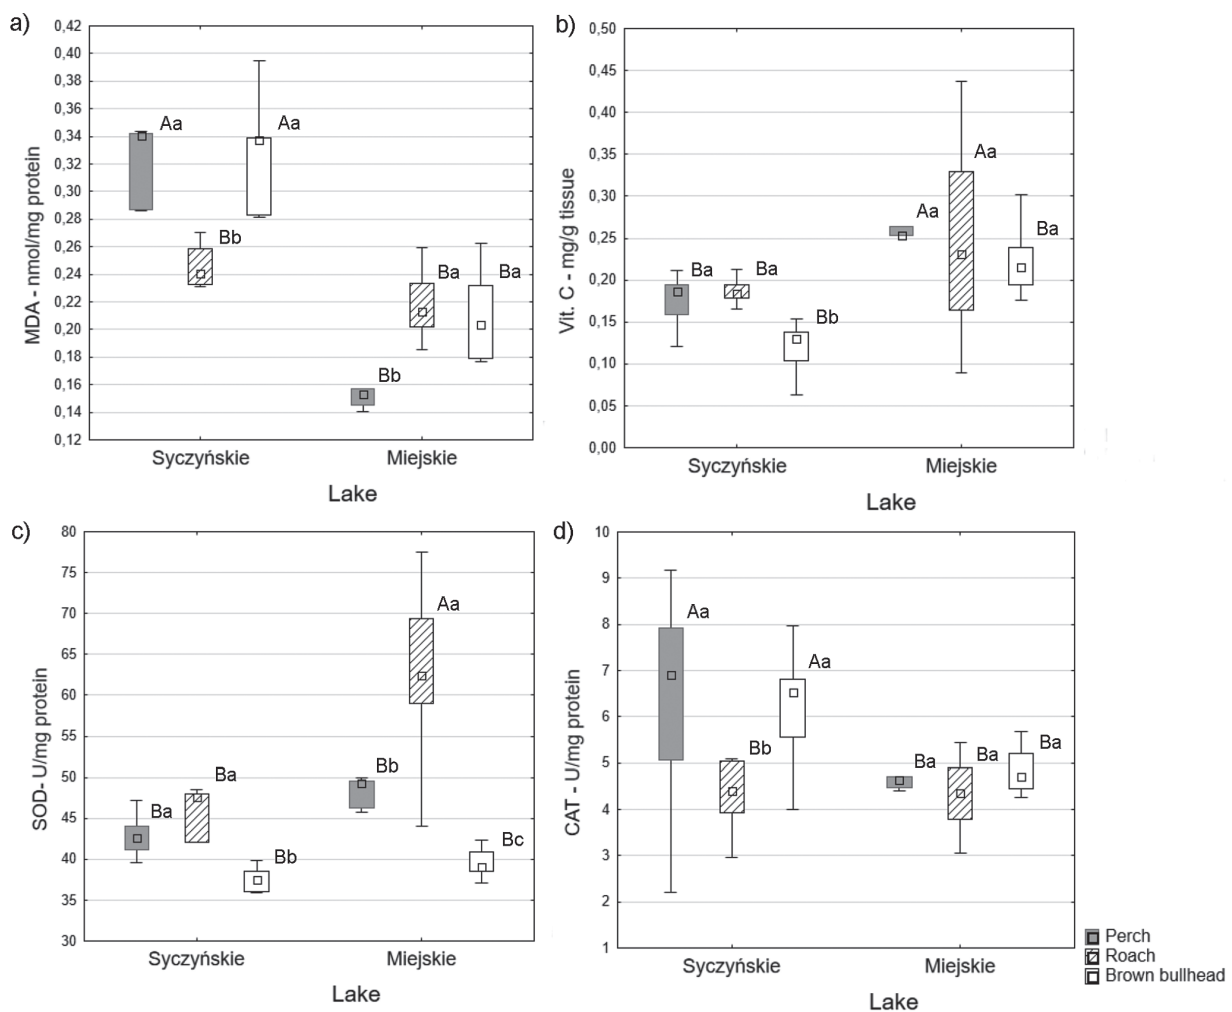 a)
0,42
0,40
0,38
0,36
0,34
0,32
0,30
0,28
0,26
0,24
0,22
0,20
0,18
0,16
0,14
0,12
MDA - nmol/mg protein
Aa
Bb
Aa
Bb
Ba
Ba
Syczyńskie
Miejskie
Lake
b)
0,50
0,45
0,40
0,35
0,30
0,25
0,20
0,15
0,10
0,05
0,00
Vit. C - mg/g tissue
Ba
Ba
Bb
Aa
Aa
Ba
Syczyńskie
Miejskie
Lake
c)
80
75
70
65
60
55
50
45
40
35
30
SOD- U/mg protein
Ba
Ba
Bb
Bb
Aa
Bc
Syczyńskie
Miejskie
Lake
d)
10
9
8
7
6
5
4
3
2
1
CAT - U/mg protein
Aa
Bb
Aa
Ba
Ba
Ba
Syczyńskie
Miejskie
Lake
Perch
Roach
Brown bullhead